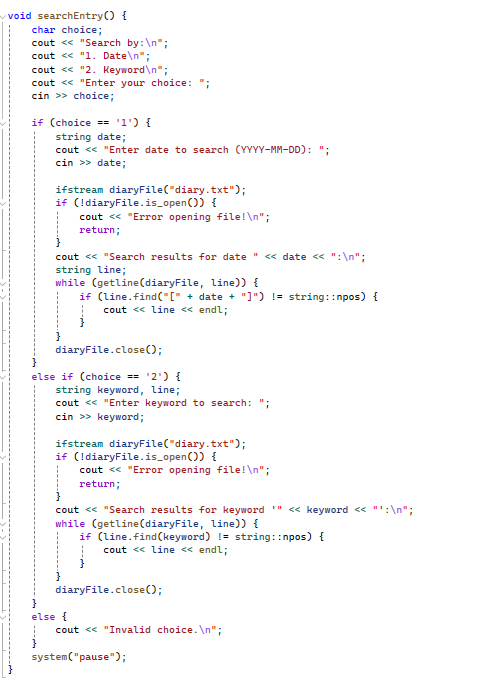 void searchEntry() {
    char choice;
    cout << "Search by:\n";
    cout << "1. Date\n";
    cout << "2. Keyword\n";
    cout << "Enter your choice: ";
    cin >> choice;

    if (choice == '1') {
        string date;
        cout << "Enter date to search (YYYY-MM-DD): ";
        cin >> date;

        ifstream diaryFile("diary.txt");
        if (!diaryFile.is_open()) {
            cout << "Error opening file!\n";
            return;
        }
        cout << "Search results for date " << date << ":\n";
        string line;
        while (getline(diaryFile, line)) {
            if (line.find("[" + date + "]") != string::npos) {
                cout << line << endl;
            }
        }
        diaryFile.close();
    }
    else if (choice == '2') {
        string keyword, line;
        cout << "Enter keyword to search: ";
        cin >> keyword;

        ifstream diaryFile("diary.txt");
        if (!diaryFile.is_open()) {
            cout << "Error opening file!\n";
            return;
        }
        cout << "Search results for keyword '" << keyword << "':\n";
        while (getline(diaryFile, line)) {
            if (line.find(keyword) != string::npos) {
                cout << line << endl;
            }
        }
        diaryFile.close();
    }
    else {
        cout << "Invalid choice.\n";
    }
    system("pause");
}